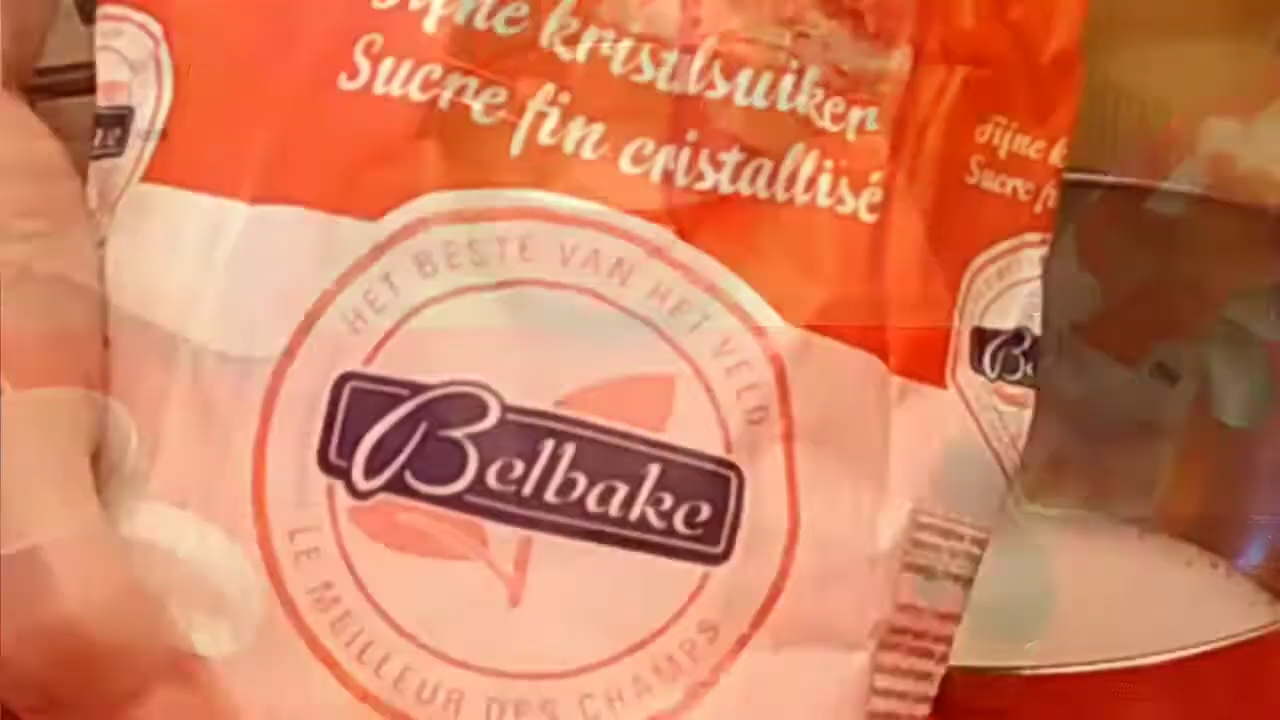 Fijne kristalsuiker
Sucre fin cristallisé
Fijne
Sucre
HET BESTE VAN HET VELD
Belbake
LE MEILLEUR DES CHAMPS